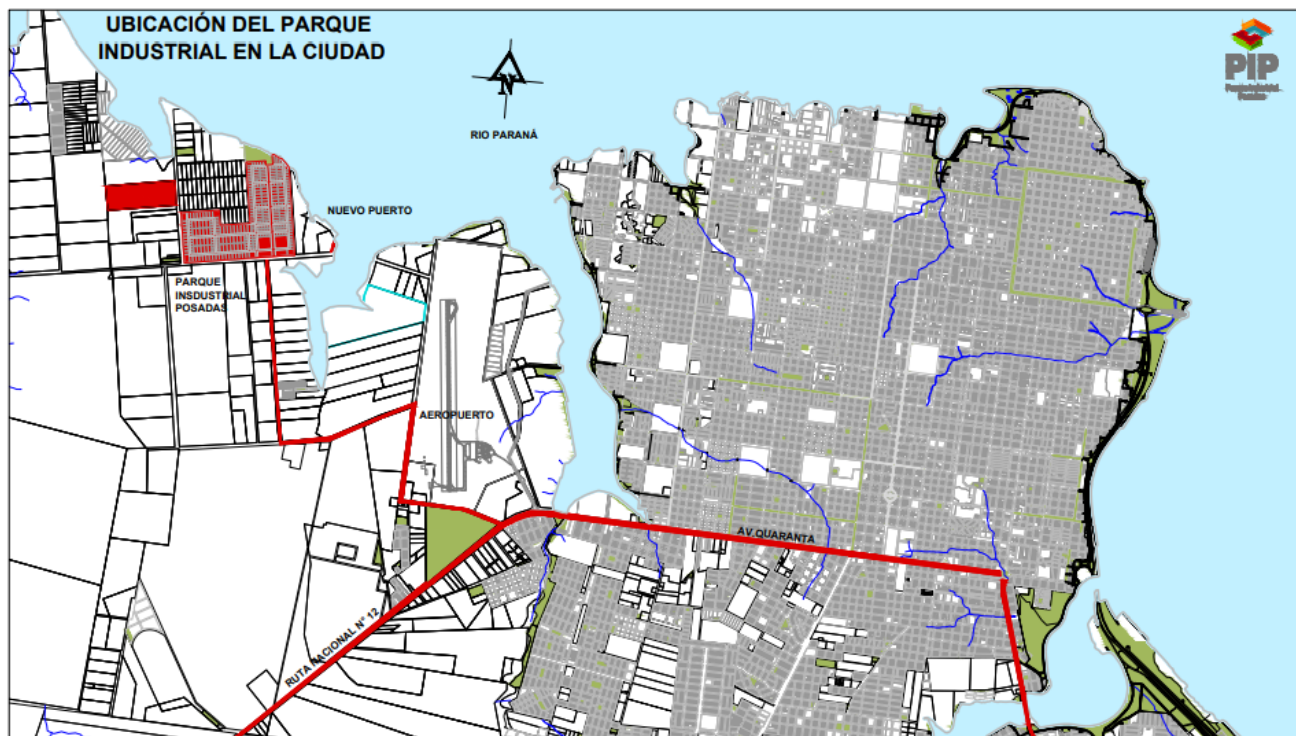 UBICACIÓN DEL PARQUE
INDUSTRIAL EN LA CIUDAD
PIP
RIO PARANÁ
NUEVO PUERTO
PARQUE
INSDUSTRIAL
POSADAS
AEROPUERTO
AV.QUARANTA
RUTA NACIONAL N° 12
N